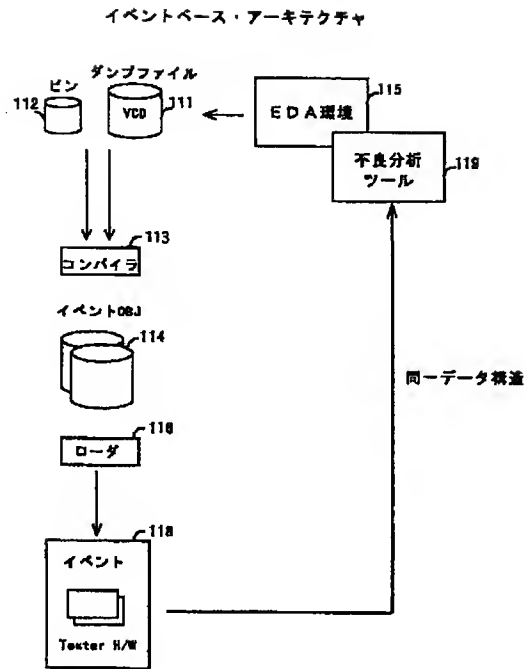 イベントベース・アーキテクチャ
ダンプファイル
ピン
112
VCD
111
EDA環境
115
不良分析
ツール
119
113
コンパイラ
イベントOBJ
114
116
ローダ
同一データ構造
118
イベント
Tester H/W